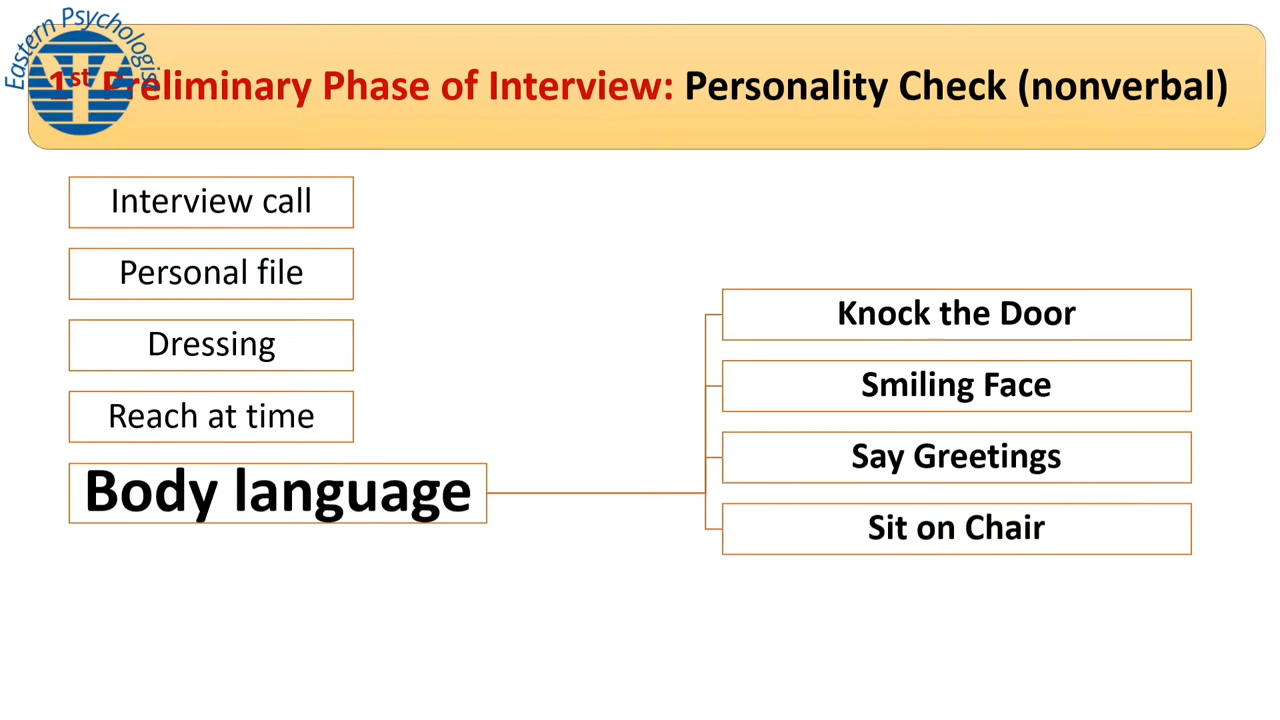 Eastern Psychologist
1st Preliminary Phase of Interview: Personality Check (nonverbal)
Interview call
Personal file
Dressing
Reach at time
Body language
Knock the Door
Smiling Face
Say Greetings
Sit on Chair